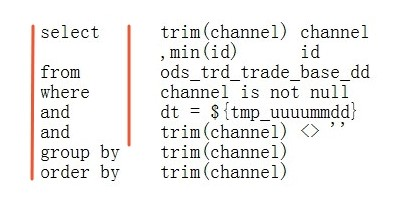 select trim(channel) channel
,min(id) id
from ods_trd_trade_base_dd
where channel is not null
and dt = ${tmp_uuuummdd}
and trim(channel) <> ''
group by trim(channel)
order by trim(channel)